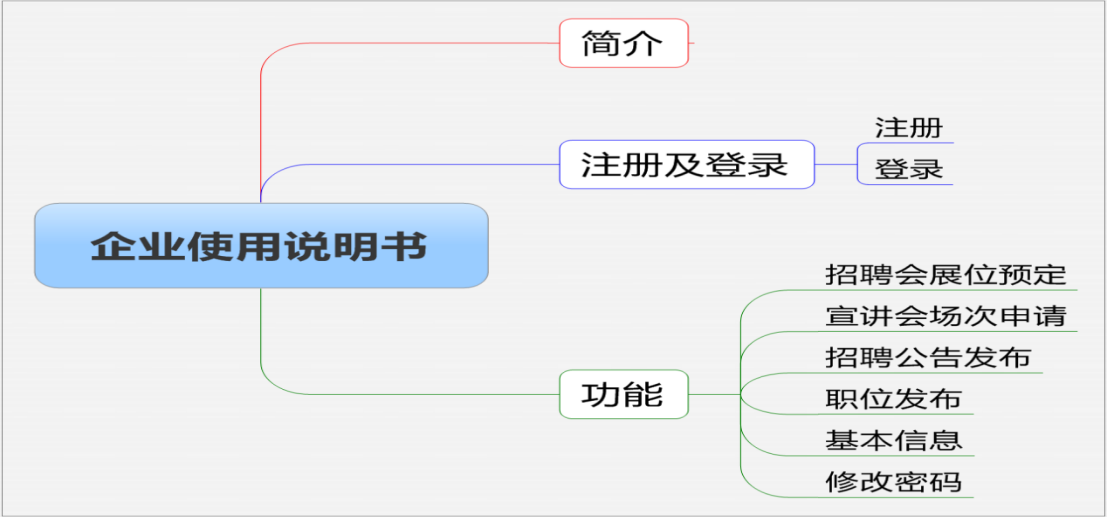 简介
注册及登录
注册
登录
企业使用说明书
功能
招聘会展位预定
宣讲会场次申请
招聘公告发布
职位发布
基本信息
修改密码